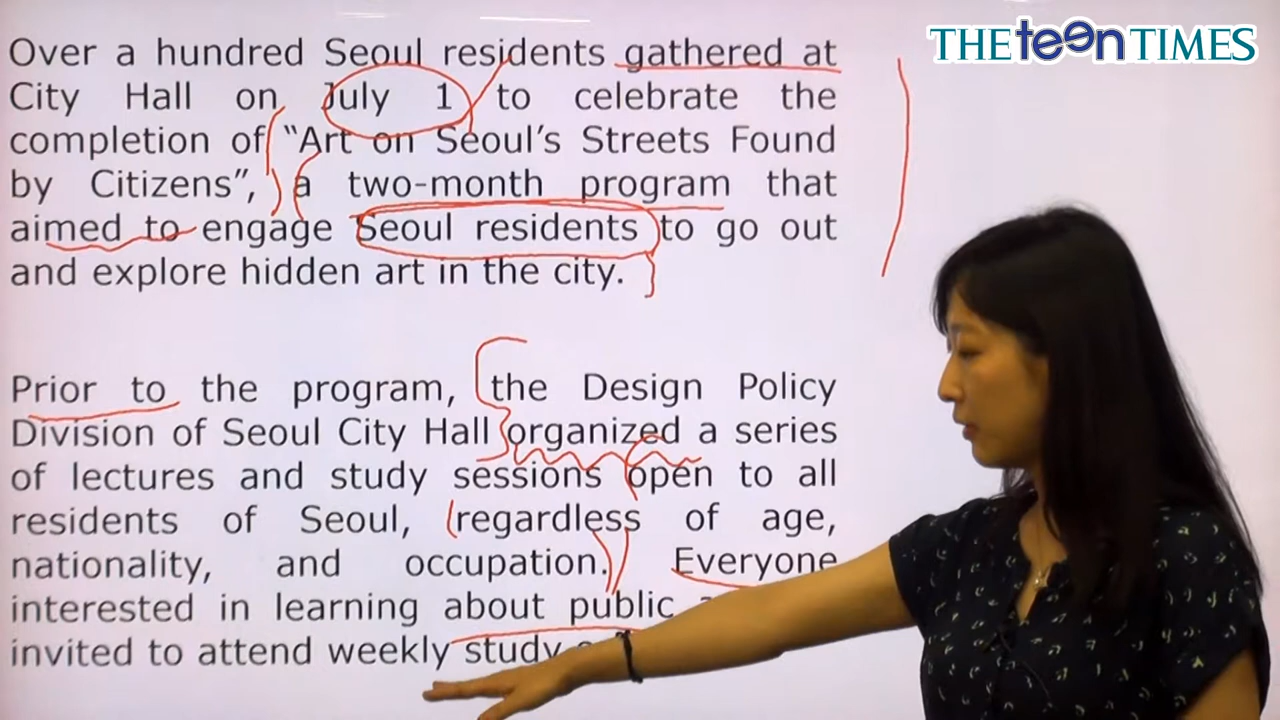 THE teen TIMES
Over a hundred Seoul residents gathered at
City Hall on July 1 to celebrate the
completion of “Art on Seoul’s Streets Found
by Citizens”, a two-month program that
aimed to engage Seoul residents to go out
and explore hidden art in the city.
Prior to the program, the Design Policy
Division of Seoul City Hall organized a series
of lectures and study sessions open to all
residents of Seoul, (regardless of age,
nationality, and occupation.) Everyone
interested in learning about public
invited to attend weekly study